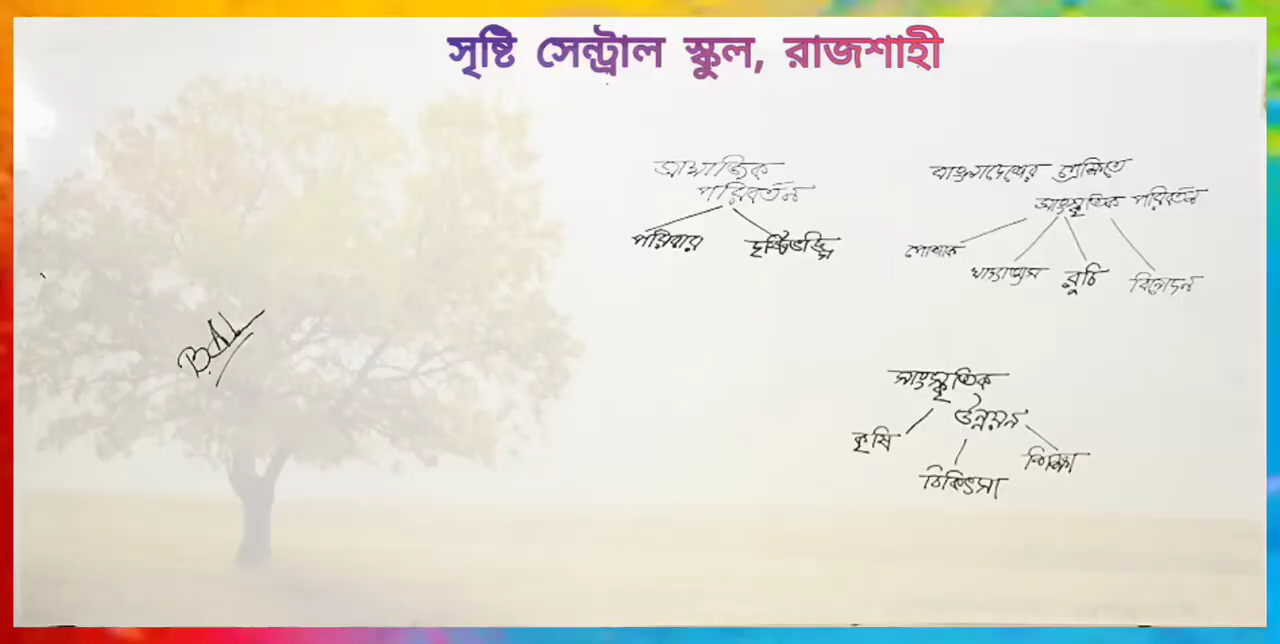 সৃষ্টি সেন্ট্রাল স্কুল, রাজশাহী
সামাজিক
পরিবর্তন
পরিবার
দৃষ্টিভঙ্গি
বাংলাদেশের প্রেক্ষিতে
সাংস্কৃতিক পরিবর্তন
পোশাক
খাদ্যাভ্যাস
রুচি
বিনোদন
সাংস্কৃতিক
উন্নয়ন
কৃষি
চিকিৎসা
শিক্ষা